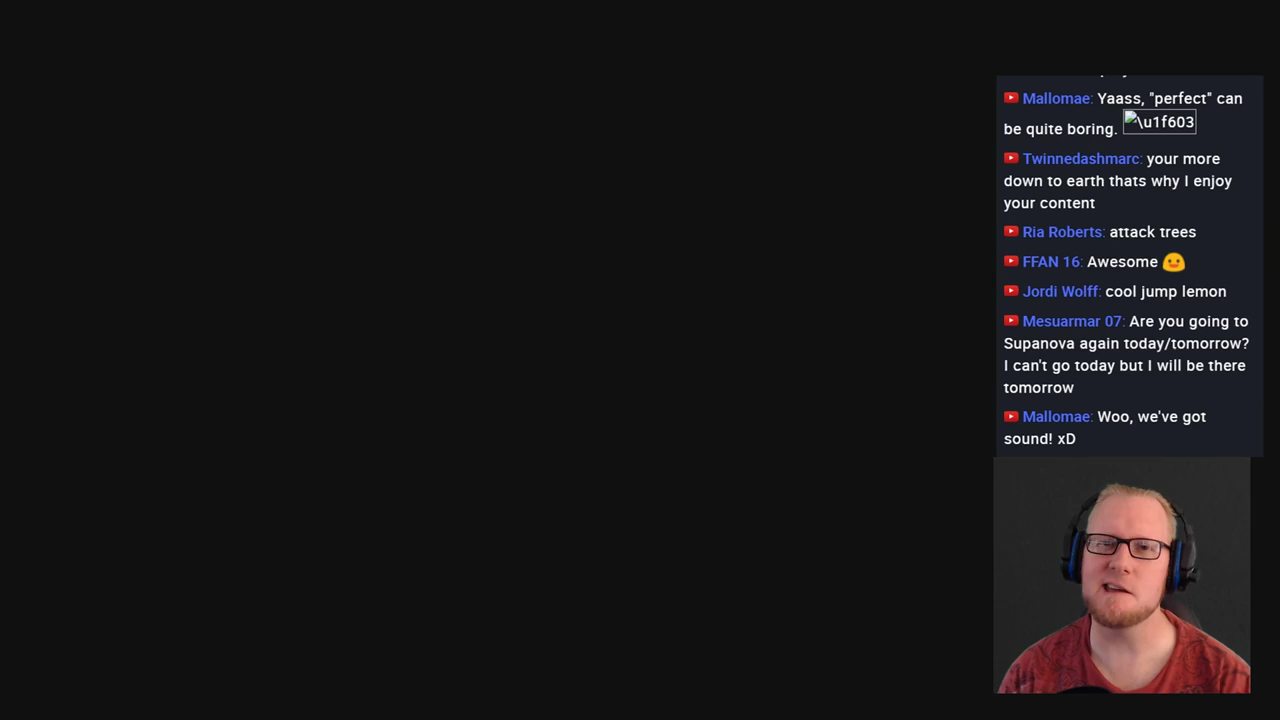 Mallomae: Yaass, "perfect" can
be quite boring. \u1f603
Twinnedashmarc: your more
down to earth thats why I enjoy
your content
Ria Roberts: attack trees
FFAN 16: Awesome
Jordi Wolff: cool jump lemon
Mesuarmar 07: Are you going to
Supanova again today/tomorrow?
I can't go today but I will be there
tomorrow
Mallomae: Woo, we've got
sound! xD